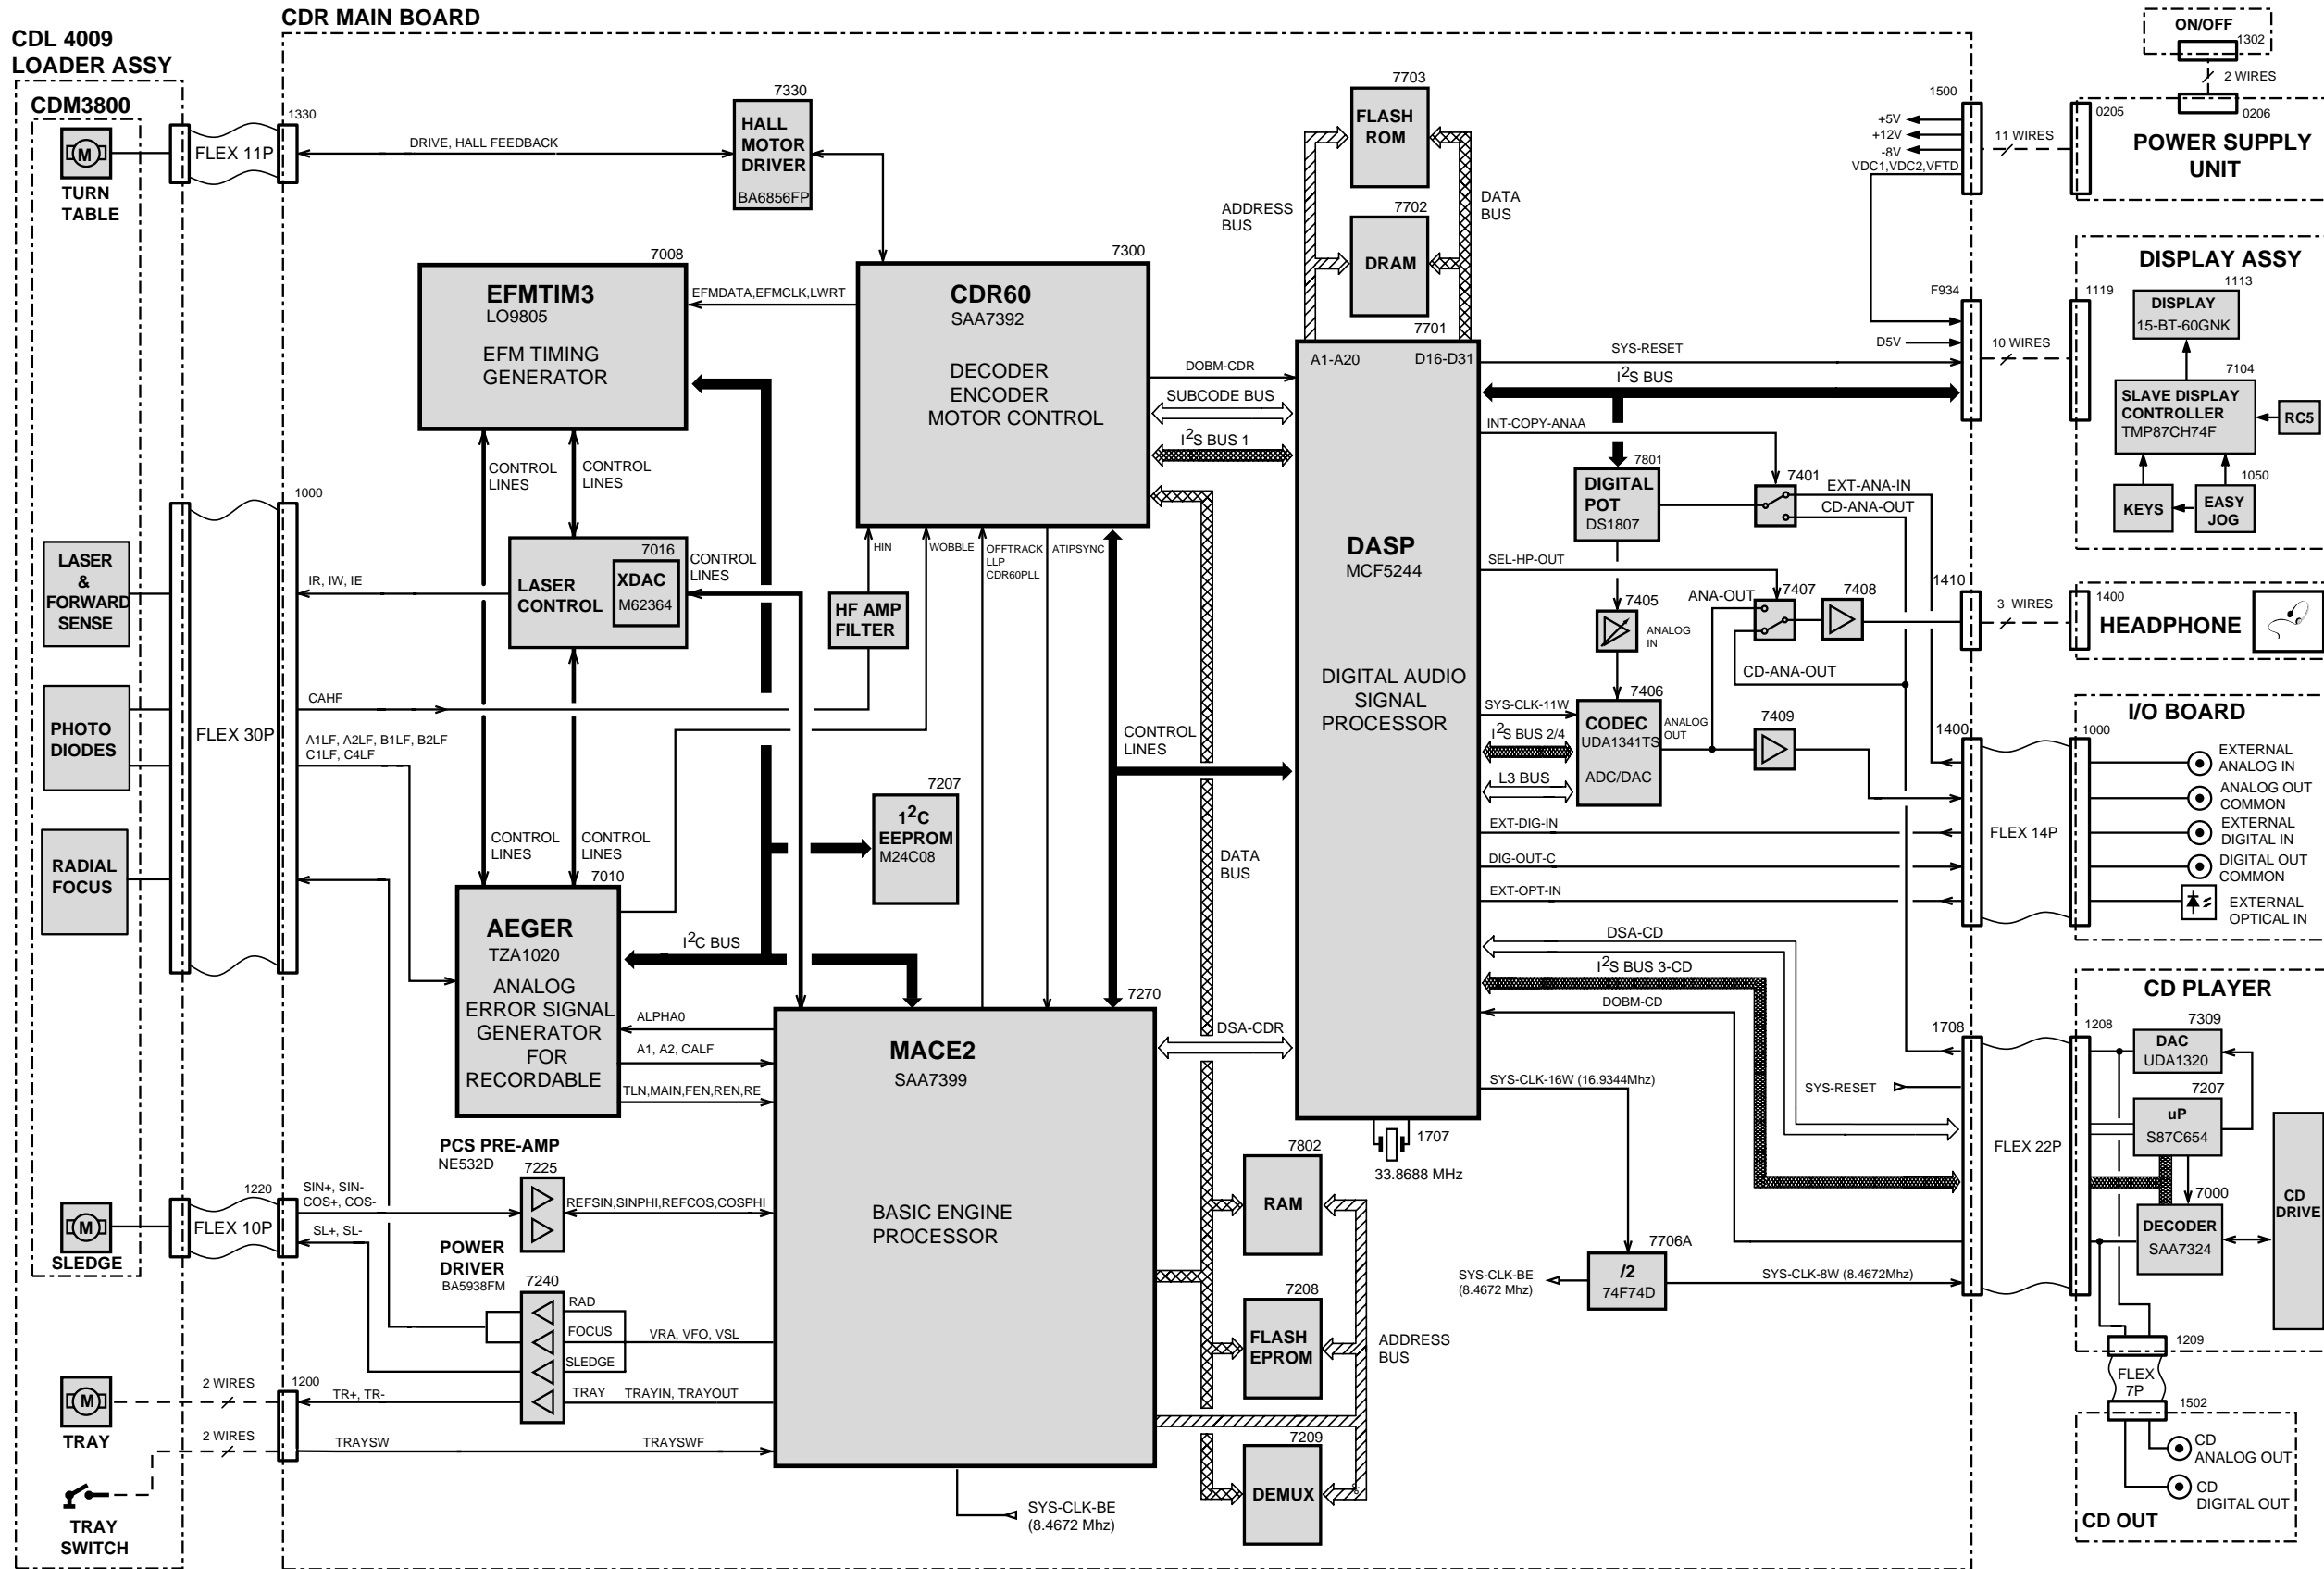 CDR MAIN BOARD
CDL 4009
LOADER ASSY
CDM3800
M
TURN
TABLE
FLEX 11P
1330
DRIVE, HALL FEEDBACK
7330
HALL
MOTOR
DRIVER
BA6856FP
7008
EFMTIM3
LO9805
EFM TIMING
GENERATOR
EFMDATA,EFMCLK,LWRT
7300
CDR60
SAA7392
DECODER
ENCODER
MOTOR CONTROL
7703
FLASH
ROM
7702
DRAM
ADDRESS
BUS
DATA
BUS
7701
A1-A20
D16-D31
DASP
MCF5244
DIGITAL AUDIO
SIGNAL
PROCESSOR
DOBM-CDR
SUBCODE BUS
I2S BUS 1
CONTROL
LINES
CONTROL
LINES
7016
LASER
CONTROL
XDAC
M62364
CONTROL
LINES
HIN
WOBBLE
OFFTRACK
LLP
CDR60PLL
ATIPSYNC
HF AMP
FILTER
1000
LASER
&
FORWARD
SENSE
IR, IW, IE
PHOTO
DIODES
CAHF
FLEX 30P
A1LF, A2LF, B1LF, B2LF
C1LF, C4LF
RADIAL
FOCUS
CONTROL
LINES
CONTROL
LINES
7207
1²C
EEPROM
M24C08
CONTROL
LINES
DATA
BUS
7010
AEGER
TZA1020
ANALOG
ERROR SIGNAL
GENERATOR
FOR
RECORDABLE
I2C BUS
ALPHA0
A1, A2, CALF
TLN,MAIN,FEN,REN,RE
7270
MACE2
SAA7399
BASIC ENGINE
PROCESSOR
DSA-CDR
PCS PRE-AMP
NE532D
7225
REFSIN,SINPHI,REFCOS,COSPHI
1220
SIN+, SIN-
COS+, COS-
FLEX 10P
SL+, SL-
M
SLEDGE
POWER
DRIVER
BA5938FM
7240
RAD
FOCUS
SLEDGE
TRAY
VRA, VFO, VSL
TRAYIN, TRAYOUT
2 WIRES
1200
TR+, TR-
M
TRAY
2 WIRES
TRAYSW
TRAYSWF
TRAY
SWITCH
SYS-CLK-BE
(8.4672 Mhz)
7802
RAM
7208
FLASH
EPROM
7209
DEMUX
ADDRESS
BUS
1707
33.8688 MHz
SYS-RESET
I2S BUS
INT-COPY-ANAA
7801
DIGITAL
POT
DS1807
7401
EXT-ANA-IN
CD-ANA-OUT
SEL-HP-OUT
7405
ANALOG
IN
ANA-OUT
7407
7408
CD-ANA-OUT
SYS-CLK-11W
I2S BUS 2/4
L3 BUS
7406
CODEC
UDA1341TS
ADC/DAC
ANALOG
OUT
7409
EXT-DIG-IN
DIG-OUT-C
EXT-OPT-IN
DSA-CD
I2S BUS 3-CD
DOBM-CD
SYS-CLK-16W (16.9344Mhz)
7706A
/2
74F74D
SYS-CLK-BE
(8.4672 Mhz)
SYS-CLK-8W (8.4672Mhz)
SYS-RESET
ON/OFF
1302
2 WIRES
0206
1500
+5V
+12V
-8V
VDC1,VDC2,VFTD
11 WIRES
0205
POWER SUPPLY
UNIT
F934
D5V
10 WIRES
1119
DISPLAY ASSY
1113
DISPLAY
15-BT-60GNK
7104
SLAVE DISPLAY
CONTROLLER
TMP87CH74F
RC5
KEYS
1050
EASY
JOG
1410
3 WIRES
1400
HEADPHONE
1400
FLEX 14P
1000
I/O BOARD
EXTERNAL
ANALOG IN
ANALOG OUT
COMMON
EXTERNAL
DIGITAL IN
DIGITAL OUT
COMMON
EXTERNAL
OPTICAL IN
1708
FLEX 22P
1208
CD PLAYER
7309
DAC
UDA1320
7207
uP
S87C654
7000
DECODER
SAA7324
CD
DRIVE
1209
FLEX
7P
1502
CD
ANALOG OUT
CD
DIGITAL OUT
CD OUT